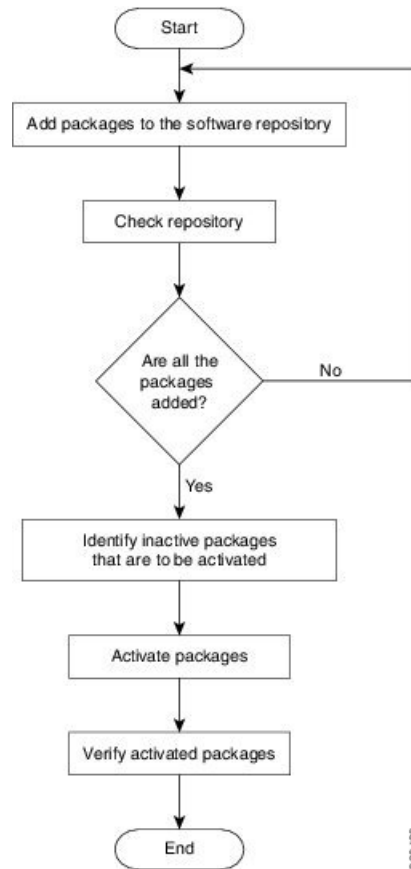 Start
Add packages to the software repository
Check repository
Are all the
packages
added?
No
Yes
Identify inactive packages
that are to be activated
Activate packages
Verify activated packages
End